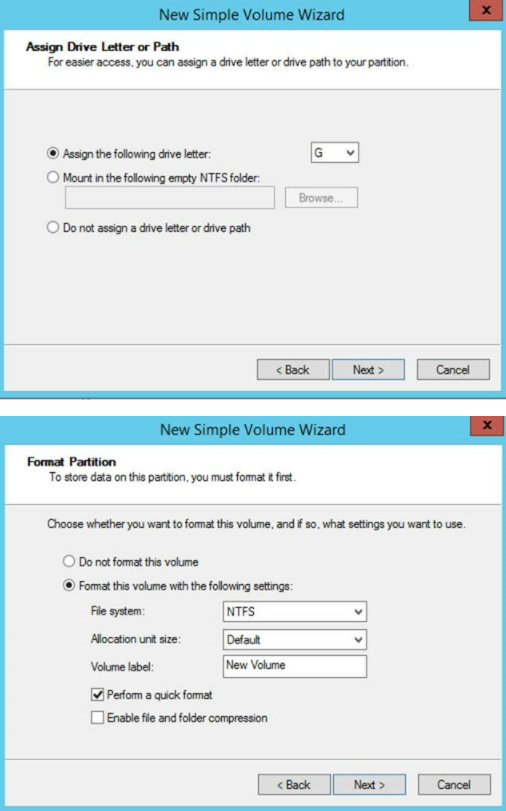 New Simple Volume Wizard
x
Assign Drive Letter or Path
For easier access, you can assign a drive letter or drive path to your partition.
Assign the following drive letter: G
Mount in the following empty NTFS folder:
Browse...
Do not assign a drive letter or drive path
< Back Next > Cancel
New Simple Volume Wizard
x
Format Partition
To store data on this partition, you must format it first.
Choose whether you want to format this volume, and if so, what settings you want to use.
Do not format this volume
Format this volume with the following settings:
File system: NTFS
Allocation unit size: Default
Volume label: New Volume
Perform a quick format
Enable file and folder compression
< Back Next > Cancel